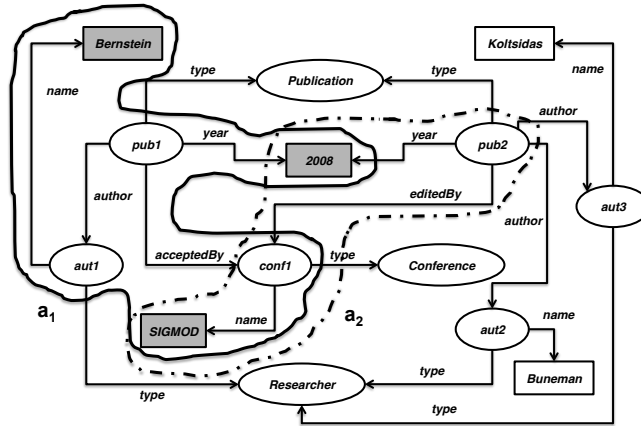 Bernstein
Koltsidas
type
Publication
type
name
name
author
pub1
year
2008
year
pub2
author
editedBy
author
aut3
acceptedBy
aut1
conf1
type
Conference
a1
a2
SIGMOD
name
aut2
name
type
Researcher
type
Buneman
type